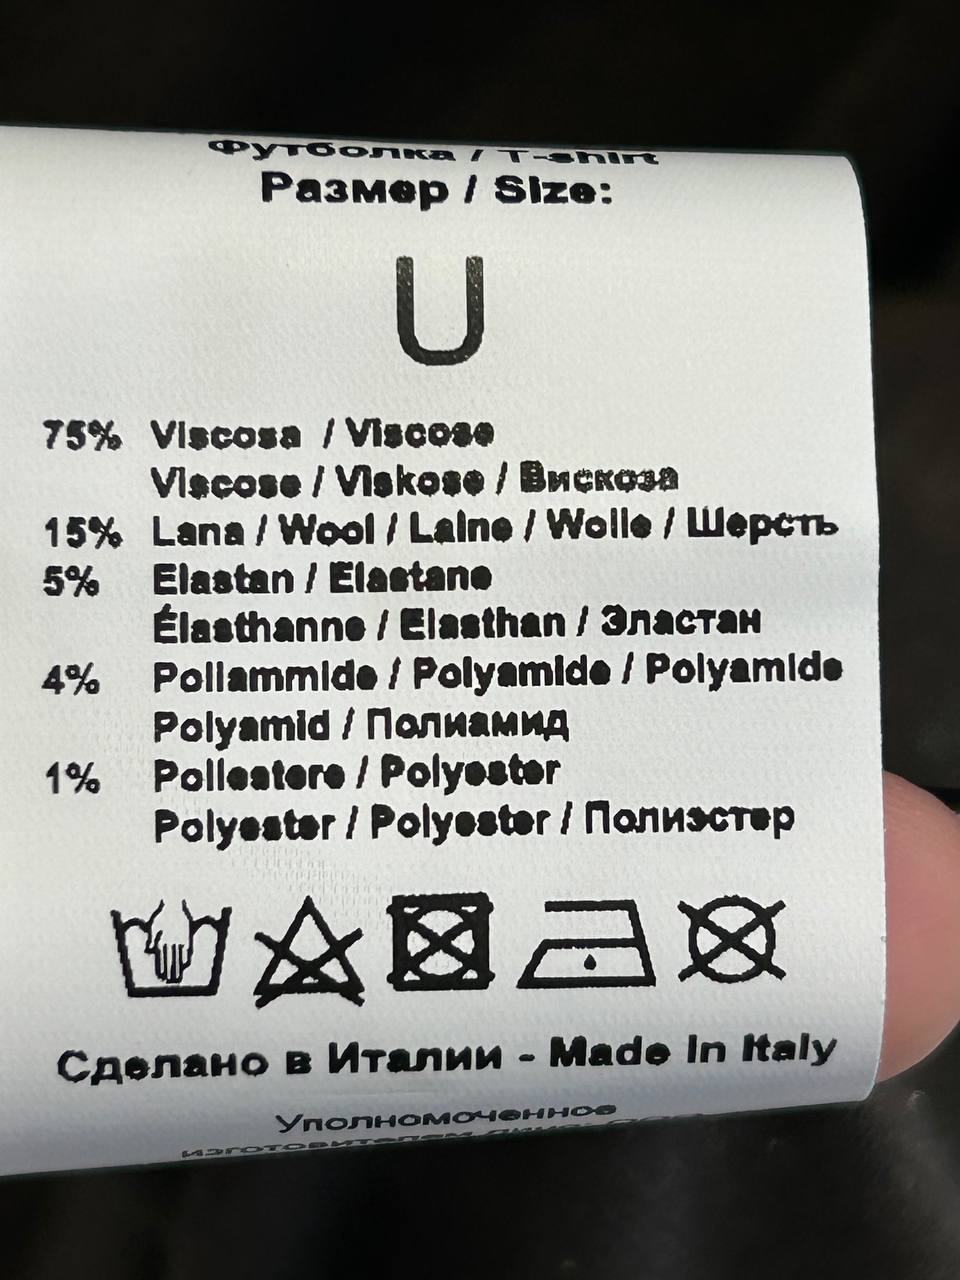 Футболка / T-shirt
Размер / Size:
U
75% Viscosa / Viscose
Viscose / Viskose / Вискоза
15% Lana / Wool / Laine / Wolle / Шерсть
5% Elastan / Elastane
Élasthanne / Elasthan / Эластан
4% Poliammide / Polyamide / Polyamide
Polyamid / Полиамид
1% Poliestere / Polyester
Polyester / Polyester / Полиэстер
Сделано в Италии - Made in Italy
Уполномоченное
изготовителем лицо: